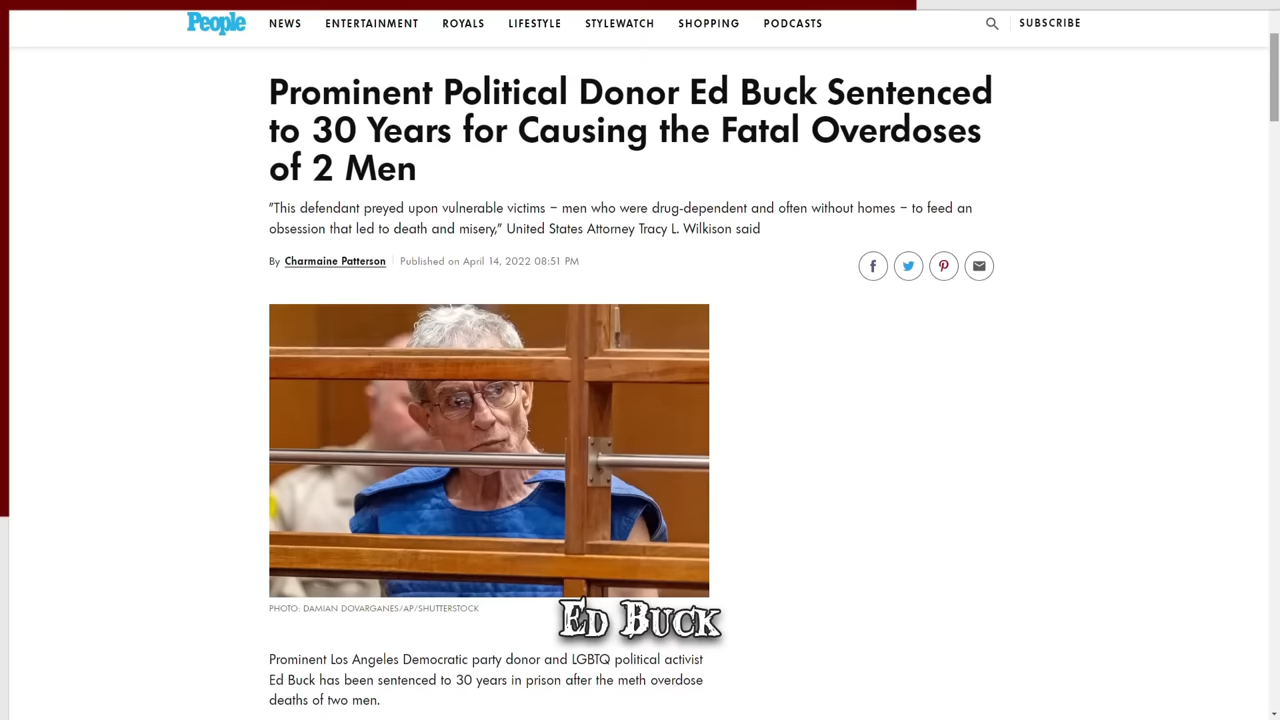 People NEWS ENTERTAINMENT ROYALS LIFESTYLE STYLEWATCH SHOPPING PODCASTS SUBSCRIBE
Prominent Political Donor Ed Buck Sentenced
to 30 Years for Causing the Fatal Overdoses
of 2 Men
"This defendant preyed upon vulnerable victims – men who were drug-dependent and often without homes – to feed an
obsession that led to death and misery," United States Attorney Tracy L. Wilkison said
By Charmaine Patterson Published on April 14, 2022 08:51 PM
PHOTO: DAMIAN DOVARGANES/AP/SHUTTERSTOCK
Ed Buck
Prominent Los Angeles Democratic party donor and LGBTQ political activist
Ed Buck has been sentenced to 30 years in prison after the meth overdose
deaths of two men.